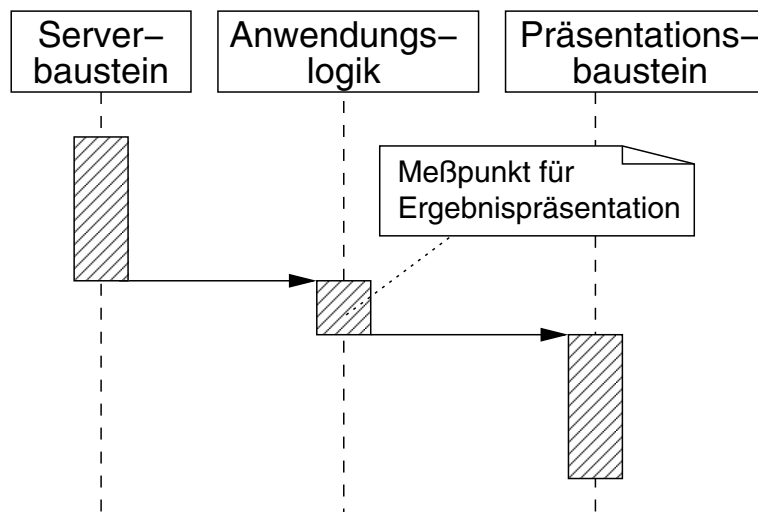 Server−
baustein
Anwendungs−
logik
Präsentations−
baustein
Meßpunkt für
Ergebnispräsentation